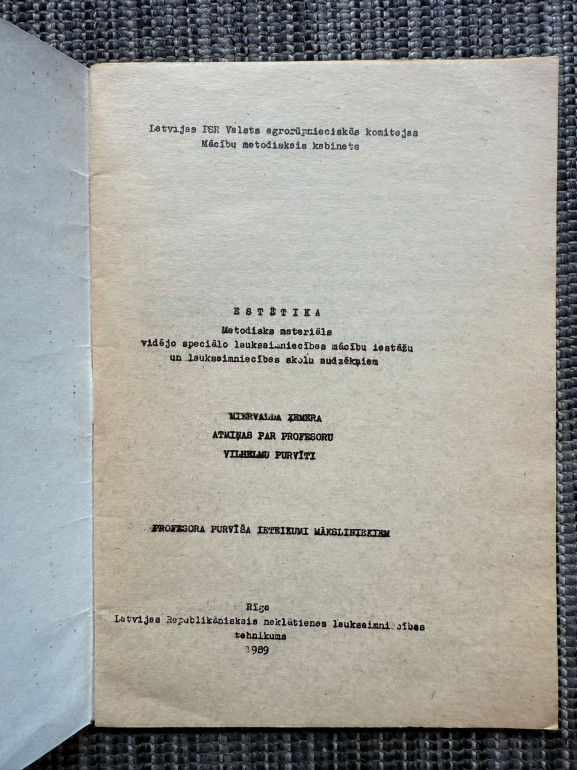 Latvijas PSR Valsts agrorūpnieciskās komitejas
Mācību metodiskais kabinets
ESTĒTIKA
Metodisks materiāls
vidējo speciālo lauksaimniecības mācību iestāžu
un lauksaimniecības skolu audzēkņiem
MIERVALDA ĶEMERA
ATMIŅAS PAR PROFESORU
VILHELMU PURVĪTI
PROFESORA PURVĪŠA IETEIKUMI MĀKSLINIEKIEM
Rīga
Latvijas Republikāniskais neklātienes lauksaimniecības
tehnikums
1989